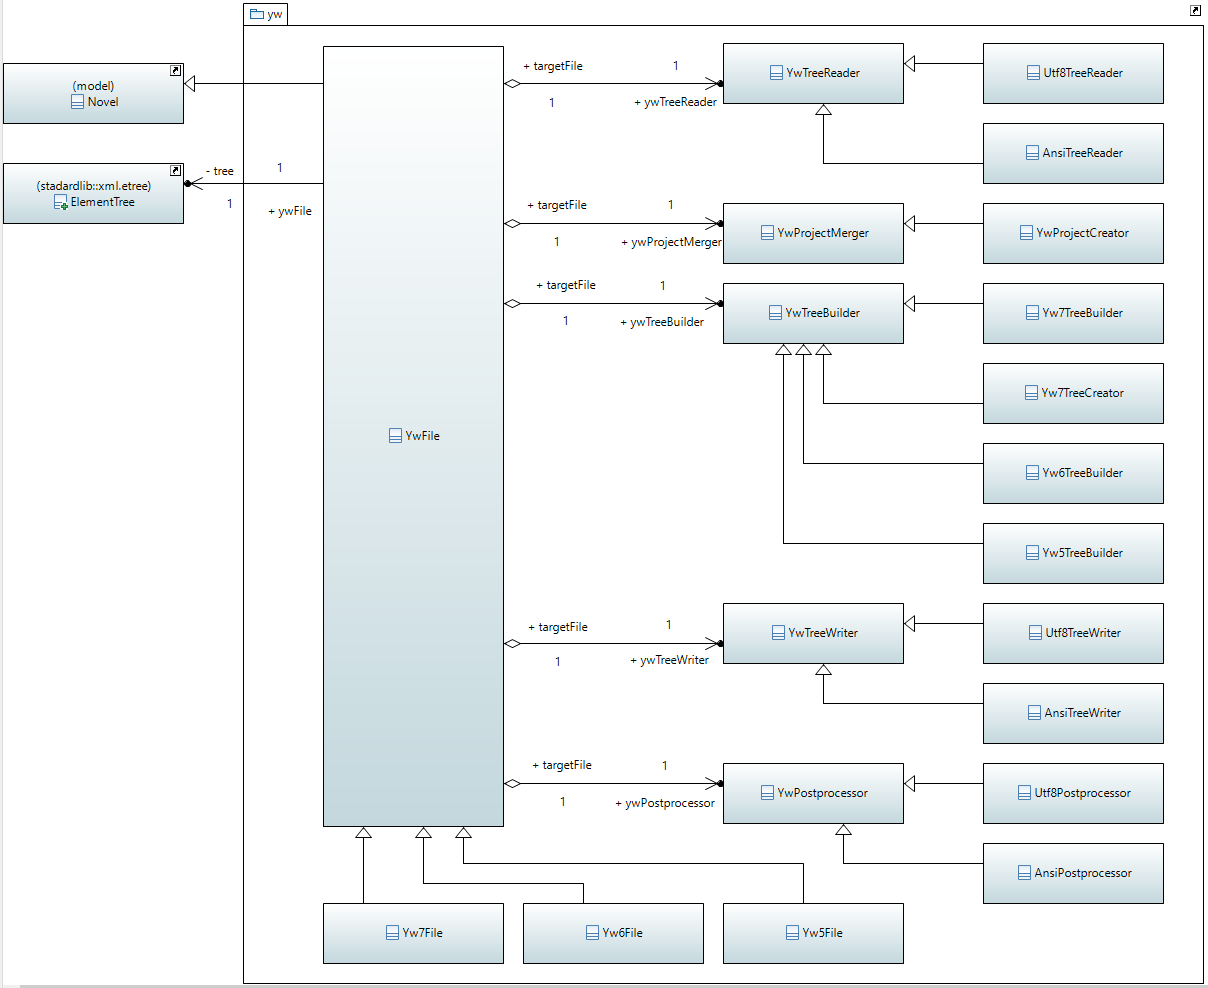 yw
(model)
Novel
(stadardlib::xml.etree)
ElementTree
- tree
1
1
+ ywFile
YwFile
+ targetFile
1
1
+ ywTreeReader
YwTreeReader
Utf8TreeReader
AnsiTreeReader
+ targetFile
1
1
+ ywProjectMerger
YwProjectMerger
YwProjectCreator
+ targetFile
1
1
+ ywTreeBuilder
YwTreeBuilder
Yw7TreeBuilder
Yw7TreeCreator
Yw6TreeBuilder
Yw5TreeBuilder
+ targetFile
1
1
+ ywTreeWriter
YwTreeWriter
Utf8TreeWriter
AnsiTreeWriter
+ targetFile
1
1
+ ywPostprocessor
YwPostprocessor
Utf8Postprocessor
AnsiPostprocessor
Yw7File
Yw6File
Yw5File